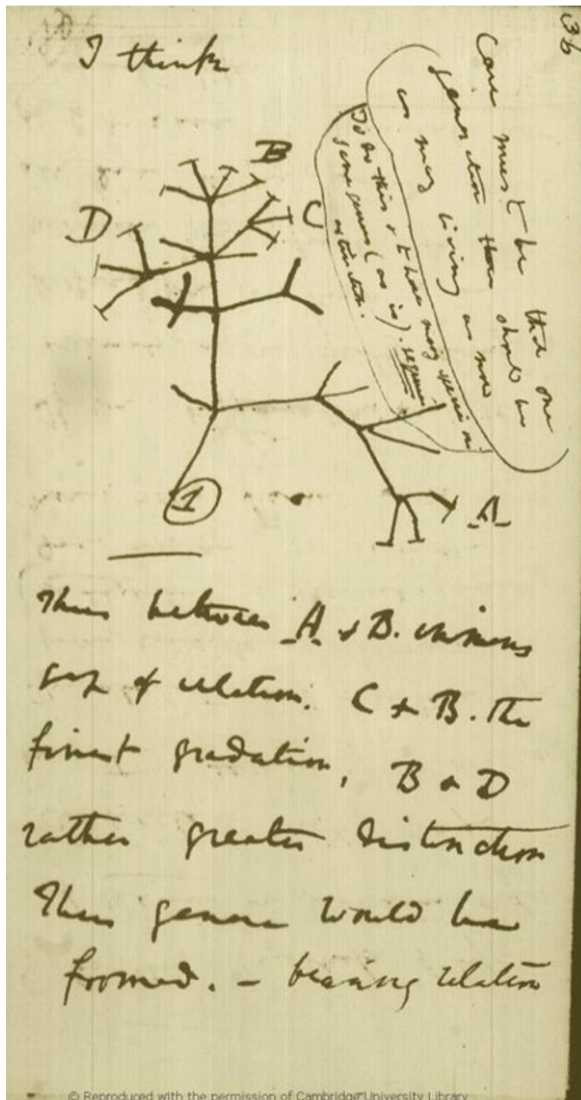 36
I think
Case must be that one
generation then should be
as many living as now
To do this & to have many species in
same genus (as is). requires
extinction.
B
D
C
1
A
Thus between A & B. immens
gap of relation. C & B. the
finest gradation, B & D
rather greater distinction
Thus genera would be
formed. — bearing relation
© Reproduced with the permission of Cambridge University Library